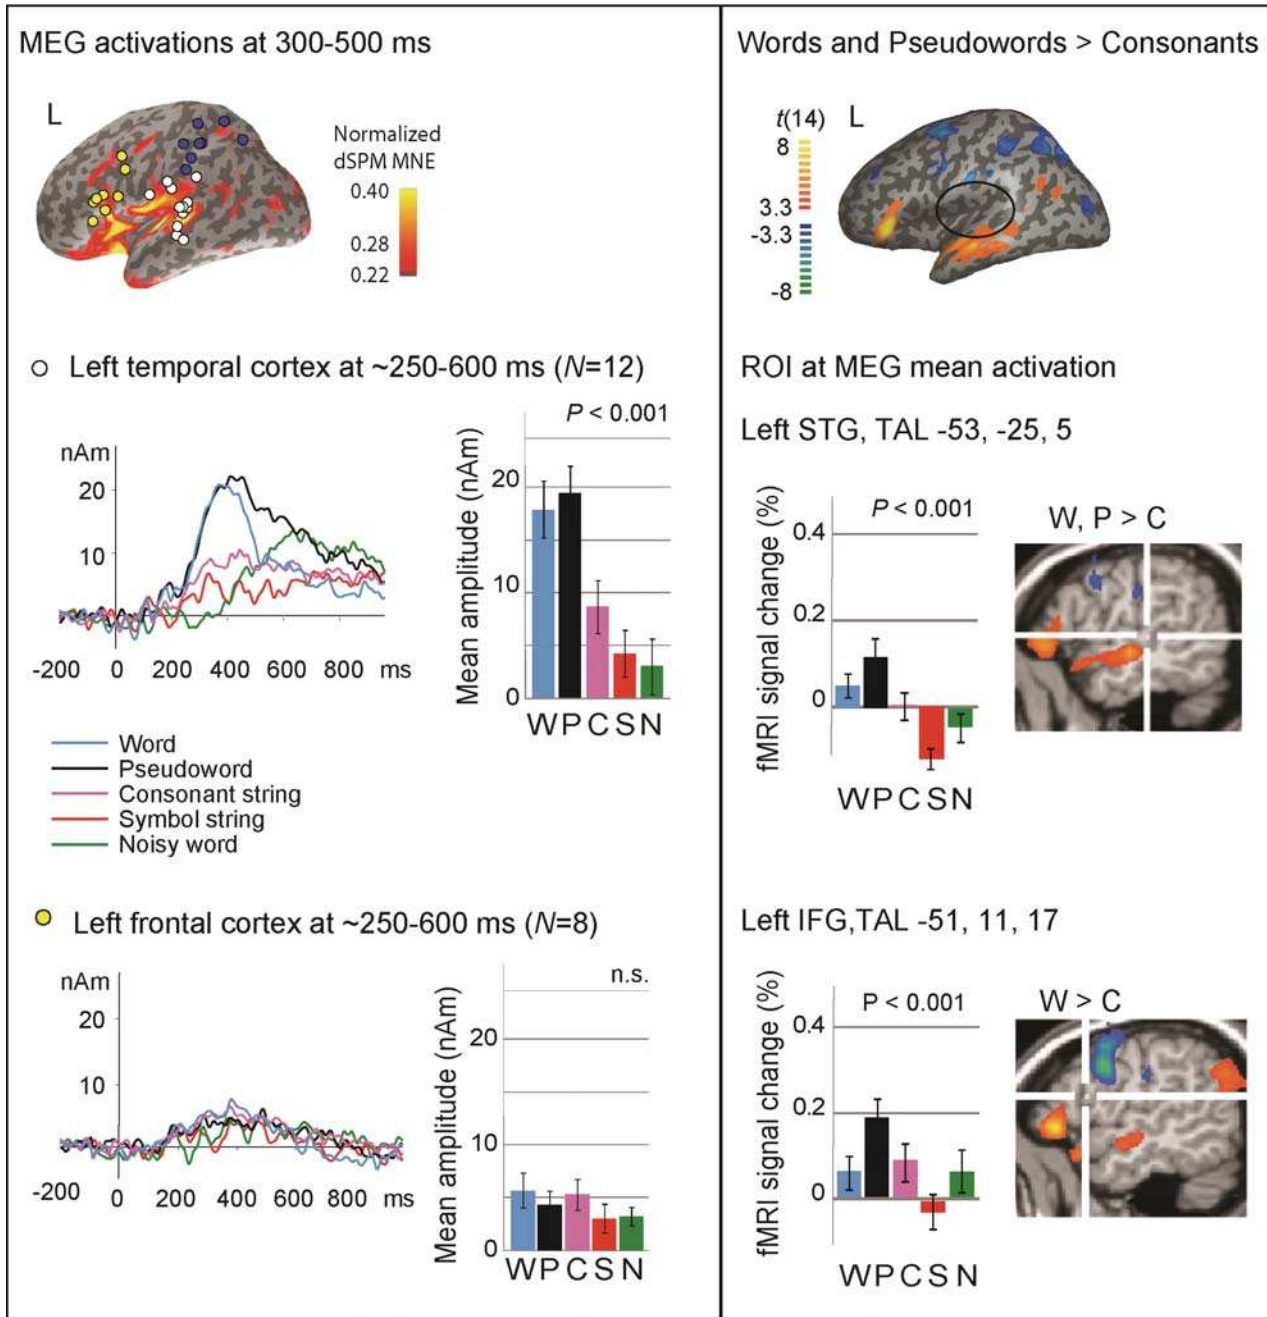 MEG activations at 300-500 ms
L
Normalized
dSPM MNE
0.40
0.28
0.22
Left temporal cortex at ~250-600 ms (N=12)
nAm
20
10
-200 0 200 400 600 800 ms
P < 0.001
Mean amplitude (nAm)
20
10
0
W P C S N
Word
Pseudoword
Consonant string
Symbol string
Noisy word
Left frontal cortex at ~250-600 ms (N=8)
nAm
20
10
-200 0 200 400 600 800 ms
n.s.
Mean amplitude (nAm)
20
10
0
W P C S N
Words and Pseudowords > Consonants
t(14)
8
3.3
-3.3
-8
L
ROI at MEG mean activation
Left STG, TAL -53, -25, 5
fMRI signal change (%)
P < 0.001
0.4
0.2
0
W P C S N
W, P > C
Left IFG,TAL -51, 11, 17
fMRI signal change (%)
P < 0.001
0.4
0.2
0
W P C S N
W > C